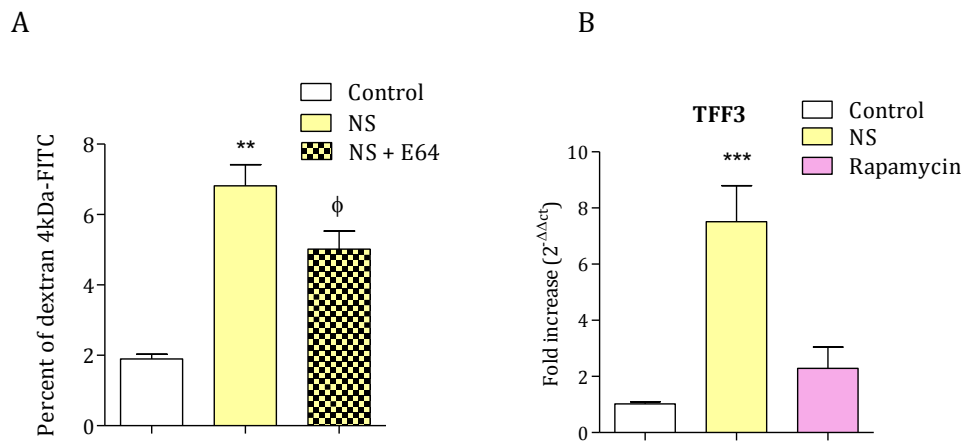 A
Control
NS
NS + E64
Percent of dextran 4kDa-FITC
8
6
4
2
0
**
ϕ
B
TFF3
Control
NS
Rapamycin
Fold increase (2^-ΔΔct)
10
8
6
4
2
0
***